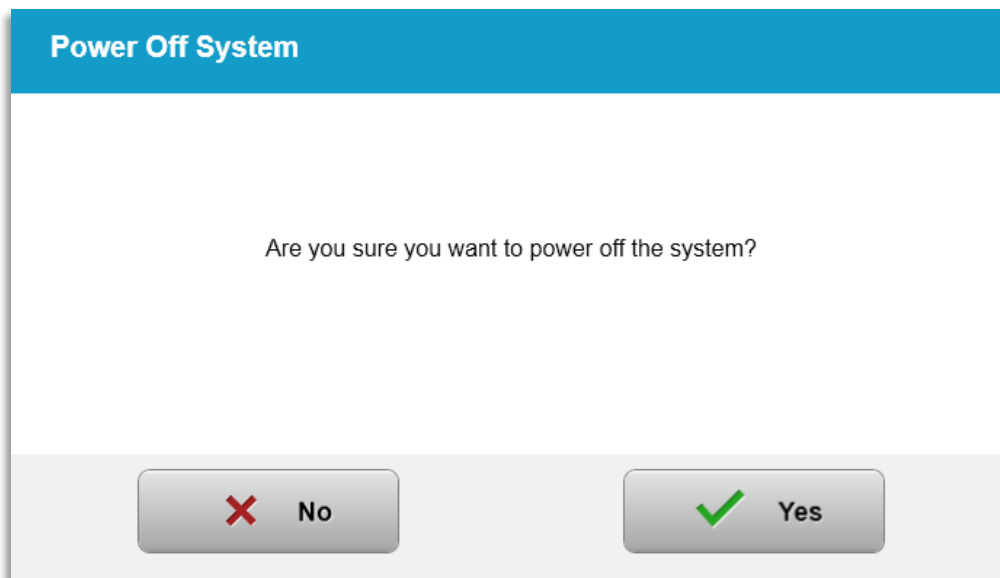 Power Off System
Are you sure you want to power off the system?
No
Yes